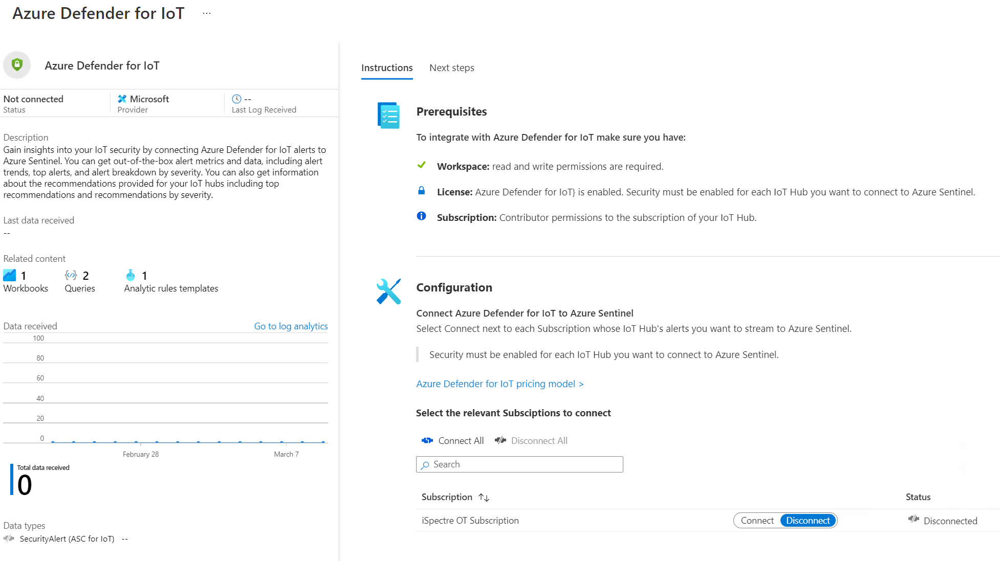 Azure Defender for IoT ...
Azure Defender for IoT
Not connected
Status
Microsoft
Provider
--
Last Log Received
Description
Gain insights into your IoT security by connecting Azure Defender for IoT alerts to
Azure Sentinel. You can get out-of-the-box alert metrics and data, including alert
trends, top alerts, and alert breakdown by severity. You can also get information
about the recommendations provided for your IoT hubs including top
recommendations and recommendations by severity.
Last data received
--
Related content
1
Workbooks
2
Queries
1
Analytic rules templates
Data received
Go to log analytics
100
80
60
40
20
0
February 28
March 7
Total data received
0
Data types
SecurityAlert (ASC for IoT) --
Instructions
Next steps
Prerequisites
To integrate with Azure Defender for IoT make sure you have:
Workspace: read and write permissions are required.
License: Azure Defender for IoT} is enabled. Security must be enabled for each IoT Hub you want to connect to Azure Sentinel.
Subscription: Contributor permissions to the subscription of your IoT Hub.
Configuration
Connect Azure Defender for IoT to Azure Sentinel
Select Connect next to each Subscription whose IoT Hub's alerts you want to stream to Azure Sentinel.
Security must be enabled for each IoT Hub you want to connect to Azure Sentinel.
Azure Defender for IoT pricing model >
Select the relevant Subsciptions to connect
Connect All
Disconnect All
Search
Subscription ↑↓
Status
iSpectre OT Subscription
Connect
Disconnect
Disconnected